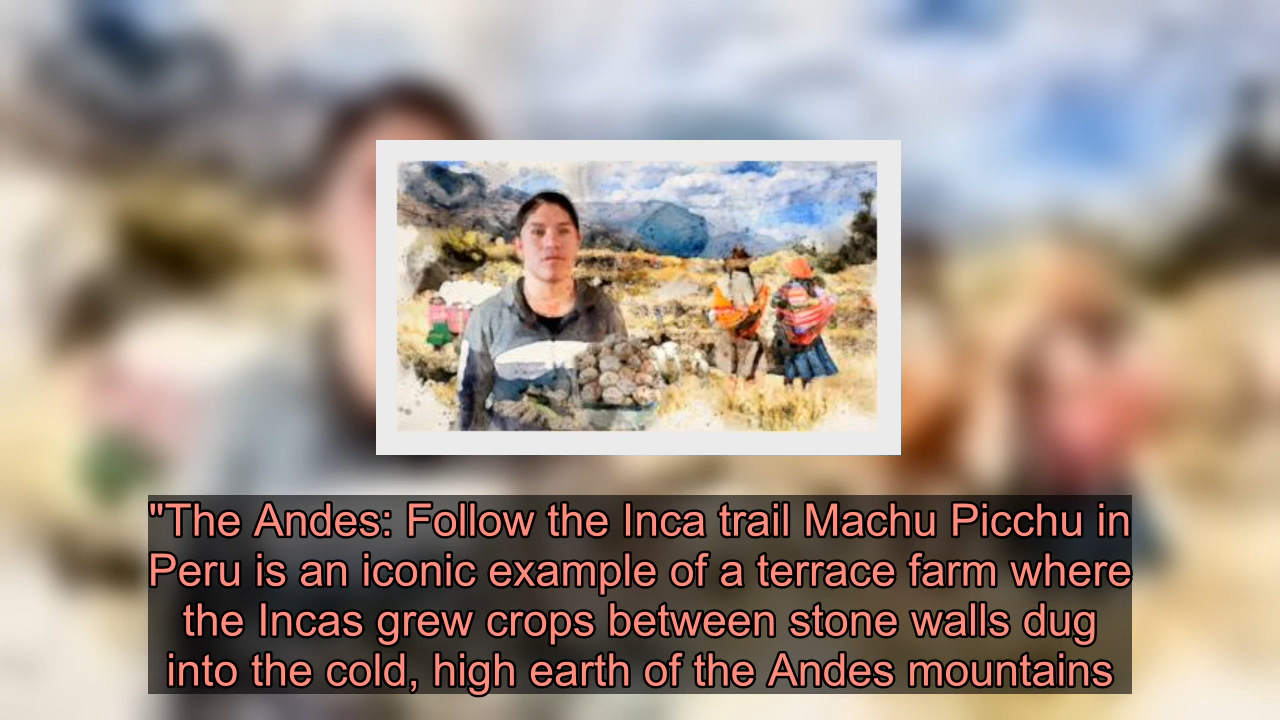 "The Andes: Follow the Inca trail Machu Picchu in
Peru is an iconic example of a terrace farm where
the Incas grew crops between stone walls dug
into the cold, high earth of the Andes mountains